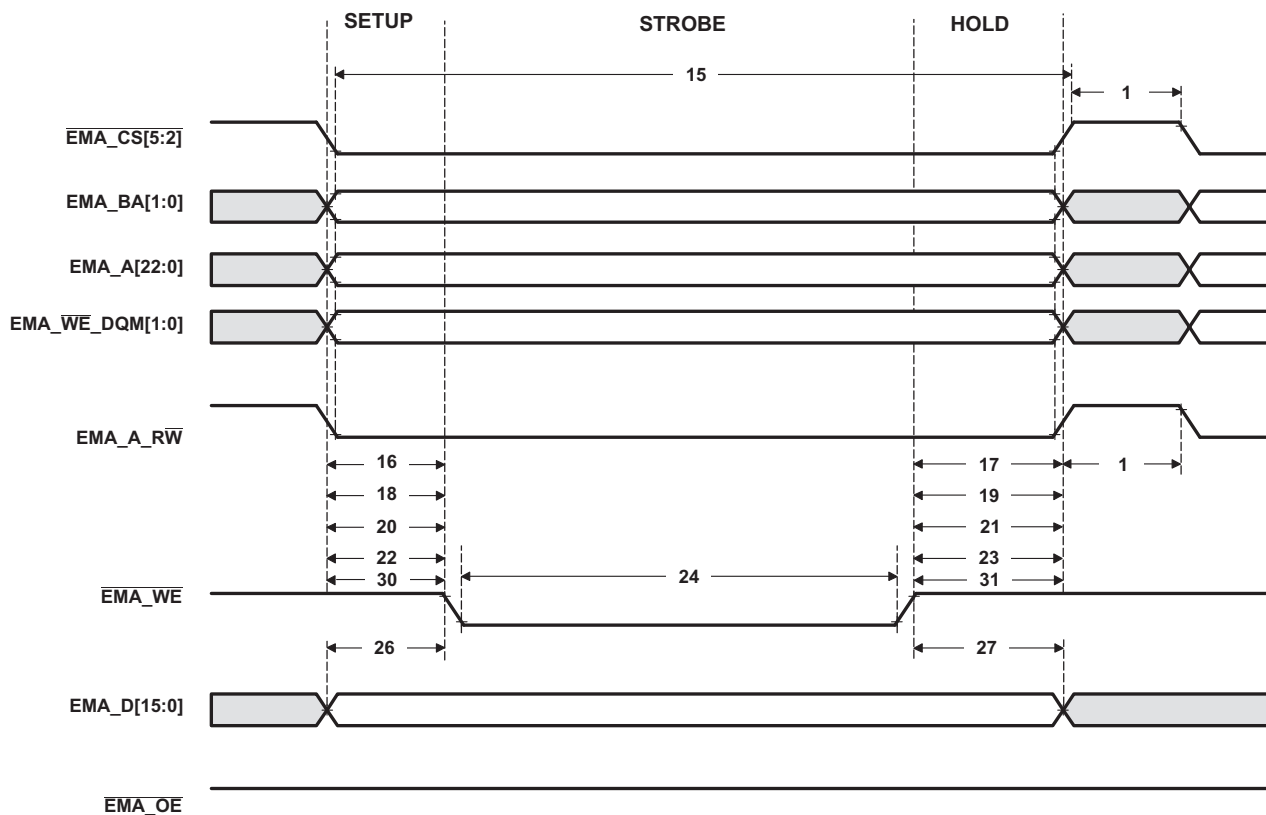 SETUP STROBE HOLD
15
1
EMA_CS[5:2]
EMA_BA[1:0]
EMA_A[22:0]
EMA_WE_DQM[1:0]
EMA_A_RW
16 17 1
18 19
20 21
22 23
24
30 31
EMA_WE
26 27
EMA_D[15:0]
EMA_OE